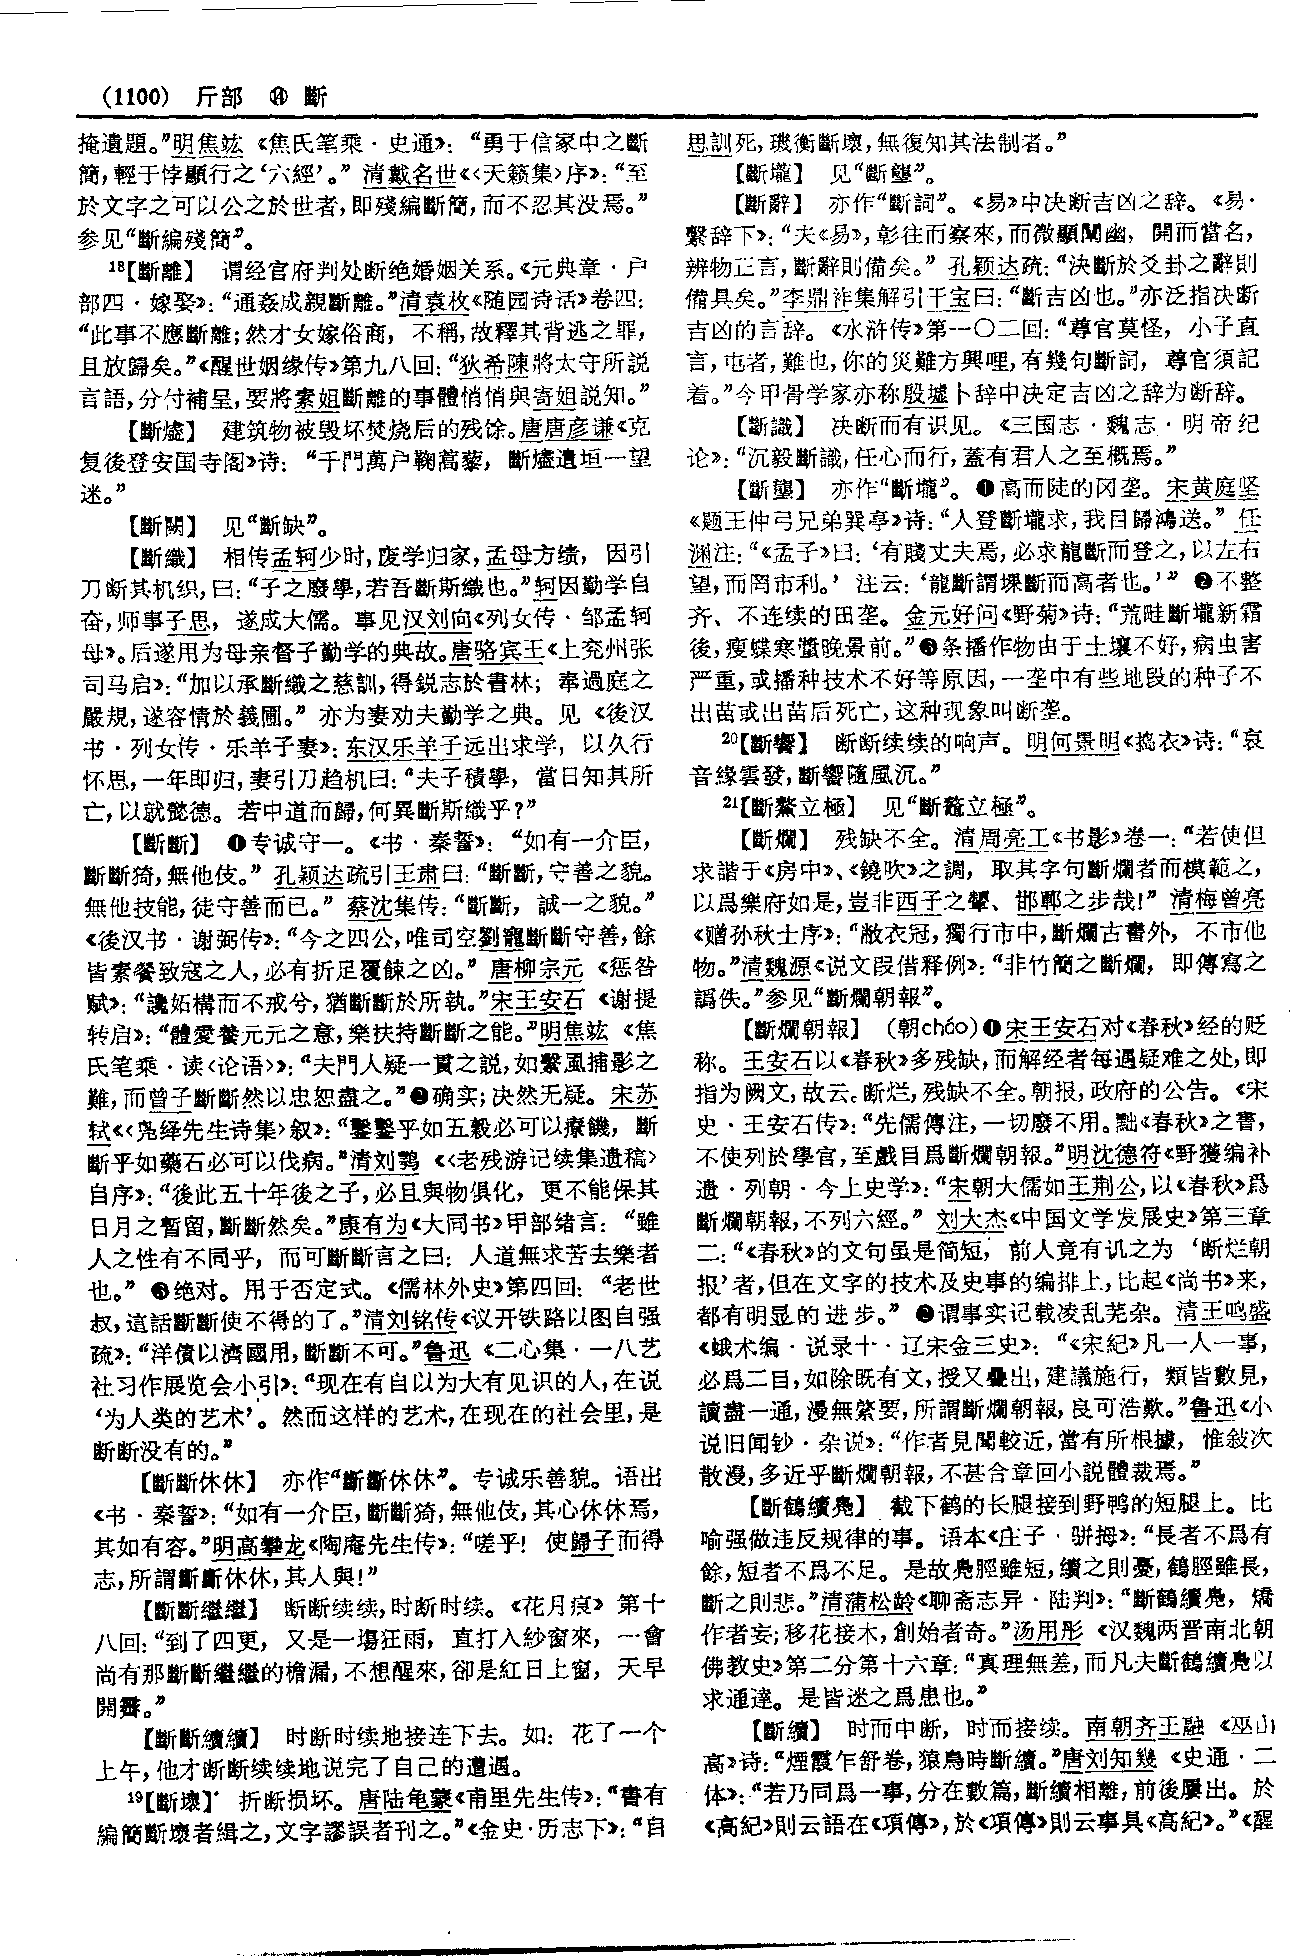 (1100) 斤部 ⑭ 斷
掩遺題。”明焦竑《焦氏笔乘·史通》：“勇于信冢中之斷
簡，輕于悖顯行之‘六經’。”清戴名世《〈天籁集〉序》：“至
於文字之可以公之於世者，即殘編斷簡，而不忍其没焉。”
参见“斷編殘簡”。
18【斷離】 谓经官府判处断绝婚姻关系。《元典章·户
部四·嫁娶》：“通姦成親斷離。”清袁枚《随园诗话》卷四：
“此事不應斷離；然才女嫁俗商，不稱，故釋其背逃之罪，
且放歸矣。”《醒世姻缘传》第九八回：“狄希陳將太守所説
言語，分付補呈，要將素姐斷離的事體悄悄與寄姐説知。”
【斷燼】 建筑物被毁坏焚烧后的残馀。唐唐彦谦《克
复後登安国寺阁》诗：“千門萬户鞠蒿藜，斷燼遺垣一望
迷。”
【斷闕】 见“斷缺”。
【斷織】 相传孟轲少时，废学归家，孟母方绩，因引
刀断其机织，曰：“子之廢學，若吾斷斯織也。”轲因勤学自
奋，师事子思，遂成大儒。事见汉刘向《列女传·邹孟轲
母》。后遂用为母亲督子勤学的典故。唐骆宾王《上兖州张
司马启》：“加以承斷織之慈訓，得鋭志於書林；奉過庭之
嚴規，遂容情於義圃。”亦为妻劝夫勤学之典。见《後汉
书·列女传·乐羊子妻》：东汉乐羊子远出求学，以久行
怀思，一年即归，妻引刀趋机曰：“夫子積學，當日知其所
亡，以就懿德。若中道而歸，何異斷斯織乎？”
【斷斷】 ❶专诚守一。《书·秦誓》：“如有一介臣，
斷斷猗，無他伎。”孔颖达疏引王肃曰：“斷斷，守善之貌。
無他技能，徒守善而已。”蔡沈集传：“斷斷，誠一之貌。”
《後汉书·谢弼传》：“今之四公，唯司空劉寵斷斷守善，餘
皆素餐致寇之人，必有折足覆餗之凶。”唐柳宗元《惩咎
赋》：“讒妬構而不戒兮，猶斷斷於所執。”宋王安石《谢提
转启》：“體愛養元元之意，樂扶持斷斷之能。”明焦竑《焦
氏笔乘·读〈论语〉》：“夫門人疑一貫之説，如繫風捕影之
難，而曾子斷斷然以忠恕盡之。”❷确实；决然无疑。宋苏
轼《〈凫绎先生诗集〉叙》：“鑿鑿乎如五穀必可以療饑，斷
斷乎如藥石必可以伐病。”清刘鹗《〈老残游记续集遗稿〉
自序》：“後此五十年後之子，必且與物俱化，更不能保其
日月之暫留，斷斷然矣。”康有为《大同书》甲部绪言：“雖
人之性有不同乎，而可斷斷言之曰：人道無求苦去樂者
也。”❸绝对。用于否定式。《儒林外史》第四回：“老世
叔，這話斷斷使不得的了。”清刘铭传《议开铁路以图自强
疏》：“洋債以濟國用，斷斷不可。”鲁迅《二心集·一八艺
社习作展览会小引》：“现在有自以为大有见识的人，在说
‘为人类的艺术’。然而这样的艺术，在现在的社会里，是
断断没有的。”
【斷斷休休】 亦作“斷斷休休”。专诚乐善貌。语出
《书·秦誓》：“如有一介臣，斷斷猗，無他伎，其心休休焉，
其如有容。”明高攀龙《陶庵先生传》：“嗟乎！使歸子而得
志，所謂斷斷休休，其人與！”
【斷斷繼繼】 断断续续，时断时续。《花月痕》第十
八回：“到了四更，又是一場狂雨，直打入紗窗來，一會
尚有那斷斷繼繼的檐漏，不想醒來，卻是紅日上窗，天早
開霽。”
【斷斷續續】 时断时续地接连下去。如：花了一个
上午，他才断断续续地说完了自己的遭遇。
19【斷壞】 折断损坏。唐陆龟蒙《甫里先生传》：“書有
編簡斷壞者緝之，文字謬誤者刊之。”《金史·历志下》：“自
思訓死，璣衡斷壞，無復知其法制者。”
【斷壠】 见“斷壟”。
【斷辭】 亦作“斷詞”。《易》中决断吉凶之辞。《易·
繫辞下》：“夫《易》，彰往而察來，而微顯闡幽，開而當名，
辨物正言，斷辭則備矣。”孔颖达疏：“決斷於爻卦之辭則
備具矣。”李鼎祚集解引干宝曰：“斷吉凶也。”亦泛指决断
吉凶的言辞。《水浒传》第一〇二回：“尊官莫怪，小子直
言，屯者，難也，你的災難方興哩，有幾句斷詞，尊官須記
着。”今甲骨学家亦称殷墟卜辞中决定吉凶之辞为断辞。
【斷識】 决断而有识见。《三国志·魏志·明帝纪
论》：“沉毅斷識，任心而行，蓋有君人之至概焉。”
【斷壟】 亦作“斷壠”。❶高而陡的冈垄。宋黄庭坚
《题王仲弓兄弟巽亭》诗：“人登斷壠求，我目歸鴻送。”任
渊注：“《孟子》曰：‘有賤丈夫焉，必求龍斷而登之，以左右
望，而罔市利。’注云：‘龍斷謂堁斷而高者也。’”❷不整
齐、不连续的田垄。金元好问《野菊》诗：“荒畦斷壠新霜
後，瘦蝶寒螿晚景前。”❸条播作物由于土壤不好，病虫害
严重，或播种技术不好等原因，一垄中有些地段的种子不
出苗或出苗后死亡，这种现象叫断垄。
20【斷響】 断断续续的响声。明何景明《捣衣》诗：“哀
音緣雲發，斷響隨風沉。”
21【斷鰲立極】 见“斷鼇立極”。
【斷爛】 残缺不全。清周亮工《书影》卷一：“若使但
求諧于《房中》、《鐃吹》之調，取其字句斷爛者而模範之，
以爲樂府如是，豈非西子之顰、邯鄲之步哉！”清梅曾亮
《赠孙秋士序》：“敝衣冠，獨行市中，斷爛古書外，不市他
物。”清魏源《说文叚借释例》：“非竹簡之斷爛，即傳寫之
譌佚。”参见“斷爛朝報”。
【斷爛朝報】 (朝cháo)❶宋王安石对《春秋》经的贬
称。王安石以《春秋》多残缺，而解经者每遇疑难之处，即
指为阙文，故云。断烂，残缺不全。朝报，政府的公告。《宋
史·王安石传》：“先儒傳注，一切廢不用。黜《春秋》之書，
不使列於學官，至戲目爲斷爛朝報。”明沈德符《野獲编补
遗·列朝·今上史学》：“宋朝大儒如王荆公，以《春秋》爲
斷爛朝報，不列六經。”刘大杰《中国文学发展史》第三章
二：“《春秋》的文句虽是简短，前人竟有讥之为‘断烂朝
报’者，但在文字的技术及史事的编排上，比起《尚书》来，
都有明显的进步。”❷谓事实记载凌乱芜杂。清王鸣盛
《蛾术编·说录十·辽宋金三史》：“《宋紀》凡一人一事，
必爲二目，如除既有文，授又疊出，建議施行，類皆數見，
讀盡一通，漫無緊要，所謂斷爛朝報，良可浩歎。”鲁迅《小
说旧闻钞·杂说》：“作者見聞較近，當有所根據，惟敍次
散漫，多近乎斷爛朝報，不甚合章回小説體裁焉。”
【斷鶴續鳧】 截下鹤的长腿接到野鸭的短腿上。比
喻强做违反规律的事。语本《庄子·骈拇》：“長者不爲有
餘，短者不爲不足。是故鳧脛雖短，續之則憂，鶴脛雖長，
斷之則悲。”清蒲松龄《聊斋志异·陆判》：“斷鶴續鳧，矯
作者妄；移花接木，創始者奇。”汤用彤《汉魏两晋南北朝
佛教史》第二分第十六章：“真理無差，而凡夫斷鶴續鳧以
求通達。是皆迷之爲患也。”
【斷續】 时而中断，时而接续。南朝齐王融《巫山
高》诗：“煙霞乍舒卷，猿鳥時斷續。”唐刘知幾《史通·二
体》：“若乃同爲一事，分在數篇，斷續相離，前後屢出。於
《高紀》則云語在《項傳》，於《項傳》則云事具《高紀》。”《醒